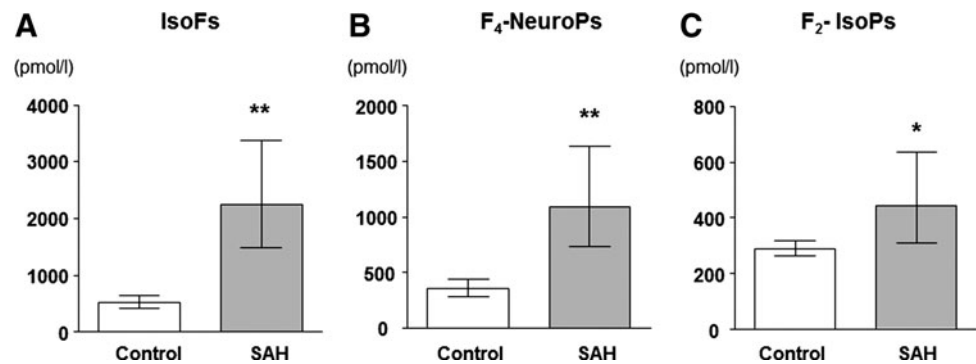 A IsoFs
(pmol/l)
4000
3000
2000
1000
0
**
Control SAH
B F₄-NeuroPs
(pmol/l)
2000
1500
1000
500
0
**
Control SAH
C F₂- IsoPs
(pmol/l)
800
600
400
200
0
*
Control SAH